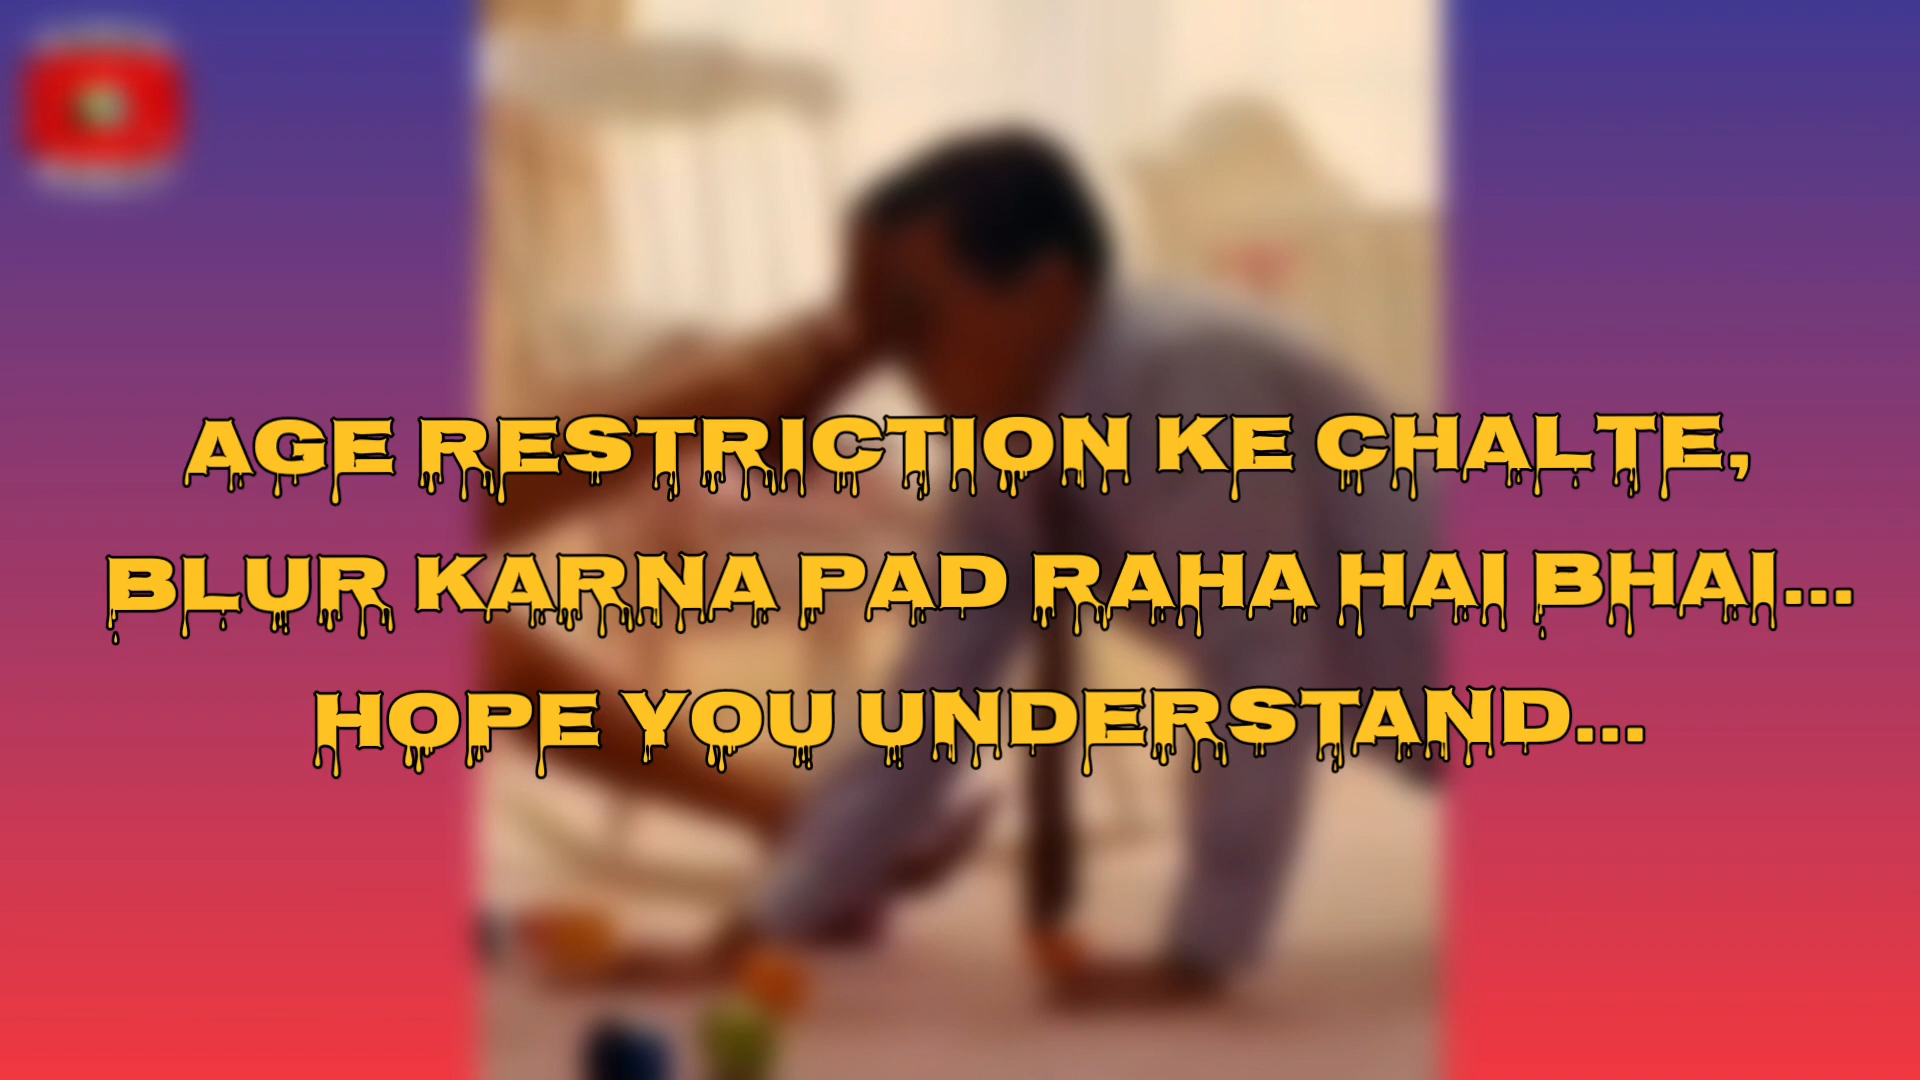 AGE RESTRICTION KE CHALTE,
BLUR KARNA PAD RAHA HAI BHAI...
HOPE YOU UNDERSTAND...